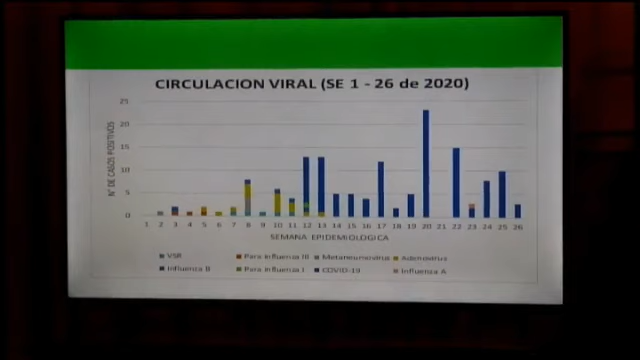 CIRCULACION VIRAL (SE 1 - 26 de 2020)
25
20
15
10
5
0
N° DE CASOS POSITIVOS
1 2 3 4 5 6 7 8 9 10 11 12 13 14 15 16 17 18 19 20 21 22 23 24 25 26
SEMANA EPIDEMIOLOGICA
VSR Para influenza III Metaneumovirus Adenovirus
Influenza B Para influenza I COVID-19 Influenza A